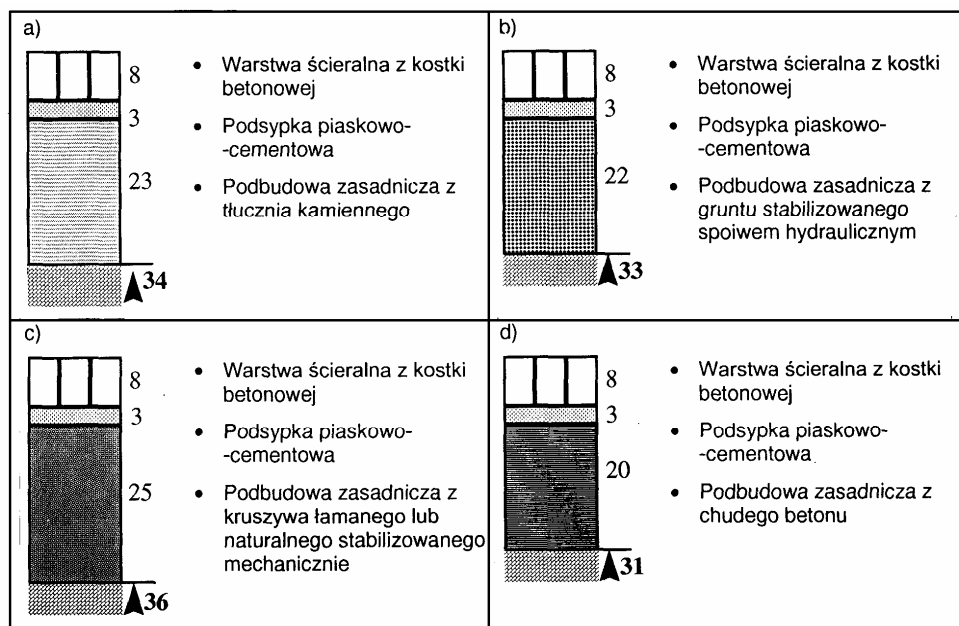 a)
8
3
23
34
• Warstwa ścieralna z kostki
betonowej
• Podsypka piaskowo-
-cementowa
• Podbudowa zasadnicza z
tłucznia kamiennego
b)
8
3
22
33
• Warstwa ścieralna z kostki
betonowej
• Podsypka piaskowo-
-cementowa
• Podbudowa zasadnicza z
gruntu stabilizowanego
spoiwem hydraulicznym
c)
8
3
25
36
• Warstwa ścieralna z kostki
betonowej
• Podsypka piaskowo-
-cementowa
• Podbudowa zasadnicza z
kruszywa łamanego lub
naturalnego stabilizowanego
mechanicznie
d)
8
3
20
31
• Warstwa ścieralna z kostki
betonowej
• Podsypka piaskowo-
-cementowa
• Podbudowa zasadnicza z
chudego betonu